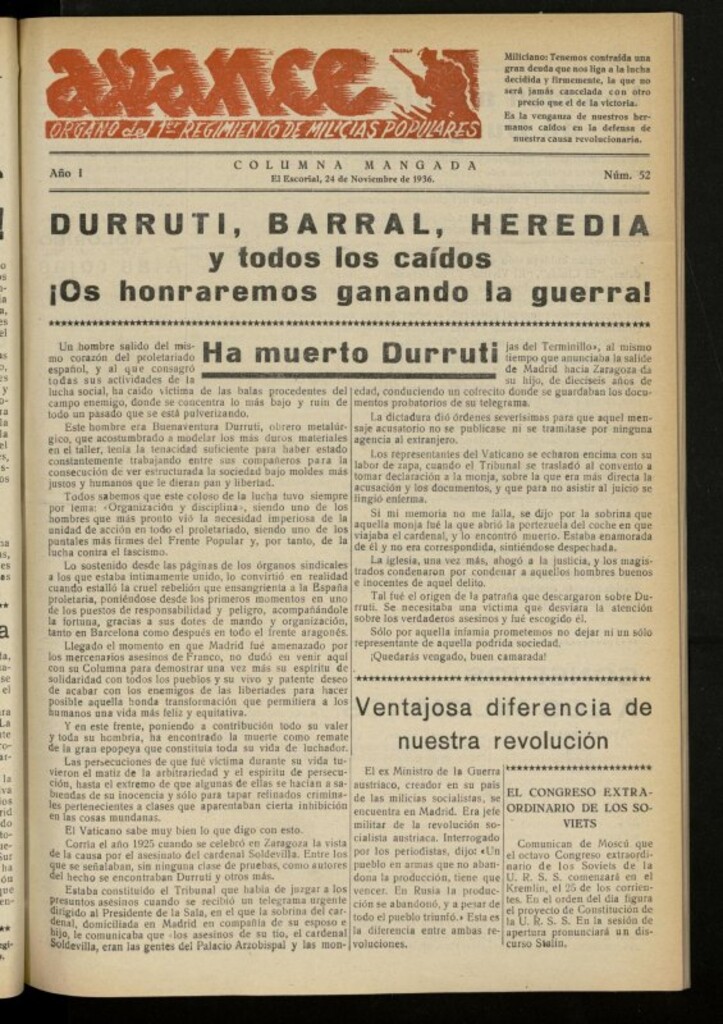 avance
ORGANO del 1er REGIMIENTO DE MILICIAS POPULARES
Miliciano: Tenemos contraída una
gran deuda que nos liga a la lucha
decidida y firmemente, la que no
será jamás cancelada con otro
precio que el de la victoria.
Es la venganza de nuestros her-
manos caídos en la defensa de
nuestra causa revolucionaria.
Año I
COLUMNA MANGADA
El Escorial, 24 de Noviembre de 1936.
Núm. 52
DURRUTI, BARRAL, HEREDIA
y todos los caídos
¡Os honraremos ganando la guerra!
Ha muerto Durruti
Un hombre salido del mis-
mo corazón del proletariado
español, y al que consagró
todas sus actividades de la
lucha social, ha caído víctima de las balas procedentes del
campo enemigo, donde se concentra lo más bajo y ruin de
todo un pasado que se está pulverizando.
Este hombre era Buenaventura Durruti, obrero metalúr-
gico, que acostumbrado a modelar los más duros materiales
en el taller, tenía la tenacidad suficiente para haber estado
constantemente trabajando entre sus compañeros para la
consecución de ver estructurada la sociedad bajo moldes más
justos y humanos que le dieran pan y libertad.
Todos sabemos que este coloso de la lucha tuvo siempre
por lema: «Organización y disciplina», siendo uno de los
hombres que más pronto vió la necesidad imperiosa de la
unidad de acción en todo el proletariado, siendo uno de los
puntales más firmes del Frente Popular y, por tanto, de la
lucha contra el fascismo.
Lo sostenido desde las páginas de los órganos sindicales
a los que estaba íntimamente unido, lo convirtió en realidad
cuando estalló la cruel rebelión que ensangrienta a la España
proletaria, poniéndose desde los primeros momentos en uno
de los puestos de responsabilidad y peligro, acompañándole
la fortuna, gracias a sus dotes de mando y organización,
tanto en Barcelona como después en todo el frente aragonés.
Llegado el momento en que Madrid fué amenazado por
los mercenarios asesinos de Franco, no dudó en venir aquí
con su Columna para demostrar una vez más su espíritu de
solidaridad con todos los pueblos y su vivo y patente deseo
de acabar con los enemigos de las libertades para hacer
posible aquella honda transformación que permitiera a los
humanos una vida más feliz y equitativa.
Y en este frente, poniendo a contribución todo su valer
y toda su hombría, ha encontrado la muerte como remate
de la gran epopeya que constituía toda su vida de luchador.
Las persecuciones de que fué víctima durante su vida tu-
vieron el matiz de la arbitrariedad y el espíritu de persecu-
ción, hasta el extremo de que algunas de ellas se hacían a sa-
biendas de su inocencia y sólo para tapar refinados crimina-
les pertenecientes a clases que aparentaban cierta inhibición
en las cosas mundanas.
El Vaticano sabe muy bien lo que digo con esto.
Corría el año 1925 cuando se celebró en Zaragoza la vista
de la causa por el asesinato del cardenal Soldevilla. Entre los
que se señalaban, sin ninguna clase de pruebas, como autores
del hecho se encontraban Durruti y otros más.
Estaba constituído el Tribunal que había de juzgar a los
presuntos asesinos cuando se recibió un telegrama urgente
dirigido al Presidente de la Sala, en el que la sobrina del car-
denal, domiciliada en Madrid en compañía de su esposo e
hijo, le comunicaba que «los asesinos de su tío, el cardenal
Soldevilla, eran las gentes del Palacio Arzobispal y las mon-
jas del Terminillo», al mismo
tiempo que anunciaba la salida
de Madrid hacia Zaragoza da
su hijo, de dieciséis años de
edad, conduciendo un cofrecito donde se guardaban los docu-
mentos probatorios de su telegrama.
La dictadura dió órdenes severísimas para que aquel men-
saje acusatorio no se publicase ni se tramitase por ninguna
agencia al extranjero.
Los representantes del Vaticano se echaron encima con su
labor de zapa, cuando el Tribunal se trasladó al convento a
tomar declaración a la monja, sobre la que era más directa la
acusación y los documentos, y que para no asistir al juicio se
fingió enferma.
Si mi memoria no me falla, se dijo por la sobrina que
aquella monja fué la que abrió la portezuela del coche en que
viajaba el cardenal, y lo encontró muerto. Estaba enamorada
de él y no era correspondida, sintiéndose despechada.
La iglesia, una vez más, ahogó a la justicia, y los magis-
trados condenaron por condenar a aquellos hombres buenos
e inocentes de aquel delito.
Tal fué el origen de la patraña que descargaron sobre Du-
rruti. Se necesitaba una víctima que desviara la atención
sobre los verdaderos asesinos y fué escogido él.
Sólo por aquella infamia prometemos no dejar ni un sólo
representante de aquella podrida sociedad.
¡Quedarás vengado, buen camarada!
Ventajosa diferencia de
nuestra revolución
El ex Ministro de la Guerra
austriaco, creador en su país
de las milicias socialistas, se
encuentra en Madrid. Era jefe
militar de la revolución so-
cialista austriaca. Interrogado
por los periodistas, dijo: «Un
pueblo en armas que no aban-
dona la producción, tiene que
vencer. En Rusia la produc-
ción se abandonó, y a pesar de
todo el pueblo triunfó.» Esta es
la diferencia entre ambas re-
voluciones.
EL CONGRESO EXTRA-
ORDINARIO DE LOS SO-
VIETS
Comunican de Moscú que
el octavo Congreso extraordi-
nario de los Soviets de la
U. R. S. S. comenzará en el
Kremlin, el 25 de los corrien-
tes. En el orden del día figura
el proyecto de Constitución de
la U. R. S. S. En la sesión de
apertura pronunciará un dis-
curso Stalin.